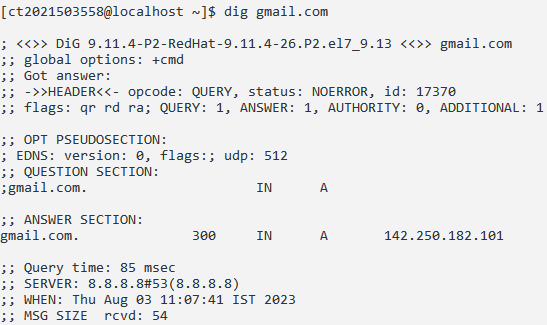 [ct2021503558@localhost ~]$ dig gmail.com
; <<>> DiG 9.11.4-P2-RedHat-9.11.4-26.P2.el7_9.13 <<>> gmail.com
;; global options: +cmd
;; Got answer:
;; ->>HEADER<<- opcode: QUERY, status: NOERROR, id: 17370
;; flags: qr rd ra; QUERY: 1, ANSWER: 1, AUTHORITY: 0, ADDITIONAL: 1
;; OPT PSEUDOSECTION:
; EDNS: version: 0, flags:; udp: 512
;; QUESTION SECTION:
;gmail.com. IN A
;; ANSWER SECTION:
gmail.com. 300 IN A 142.250.182.101
;; Query time: 85 msec
;; SERVER: 8.8.8.8#53(8.8.8.8)
;; WHEN: Thu Aug 03 11:07:41 IST 2023
;; MSG SIZE rcvd: 54